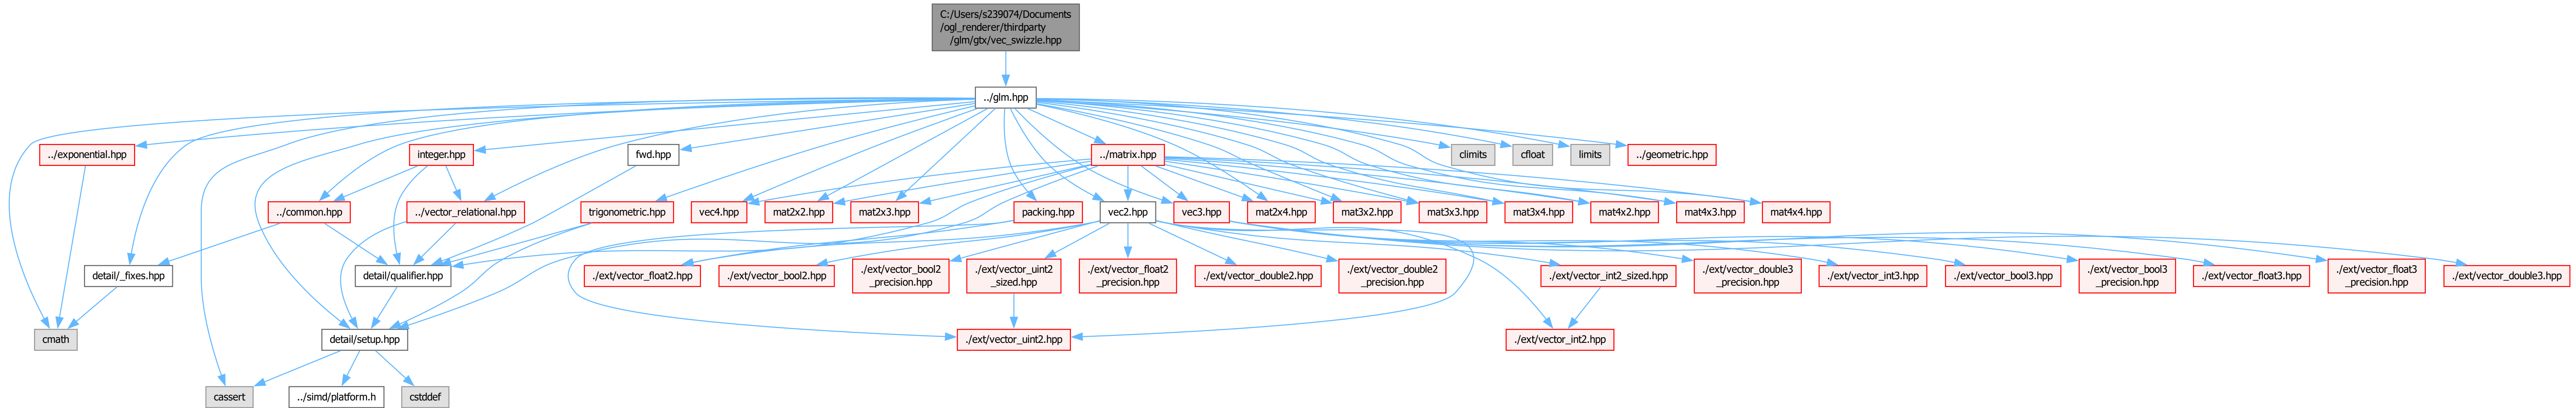 C:/Users/s239074/Documents
/ogl_renderer/thirdparty
/glm/gtx/vec_swizzle.hpp
../glm.hpp
../exponential.hpp
integer.hpp
fwd.hpp
../matrix.hpp
climits
cfloat
limits
../geometric.hpp
../common.hpp
../vector_relational.hpp
trigonometric.hpp
vec4.hpp
mat2x2.hpp
mat2x3.hpp
packing.hpp
vec2.hpp
vec3.hpp
mat2x4.hpp
mat3x2.hpp
mat3x3.hpp
mat3x4.hpp
mat4x2.hpp
mat4x3.hpp
mat4x4.hpp
detail/_fixes.hpp
detail/qualifier.hpp
./ext/vector_float2.hpp
./ext/vector_bool2.hpp
./ext/vector_bool2
_precision.hpp
./ext/vector_uint2
_sized.hpp
./ext/vector_float2
_precision.hpp
./ext/vector_double2.hpp
./ext/vector_double2
_precision.hpp
./ext/vector_int2_sized.hpp
./ext/vector_double3
_precision.hpp
./ext/vector_int3.hpp
./ext/vector_bool3.hpp
./ext/vector_bool3
_precision.hpp
./ext/vector_float3.hpp
./ext/vector_float3
_precision.hpp
./ext/vector_double3.hpp
cmath
detail/setup.hpp
./ext/vector_uint2.hpp
./ext/vector_int2.hpp
cassert
../simd/platform.h
cstddef